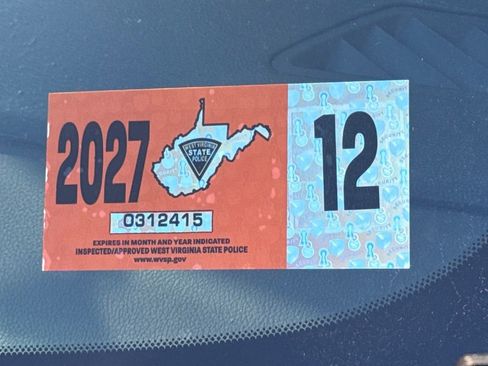 2027
WEST VIRGINIA
STATE
POLICE
12
0312415
EXPIRES IN MONTH AND YEAR INDICATED
INSPECTED/APPROVED WEST VIRGINIA STATE POLICE
www.wvsp.gov